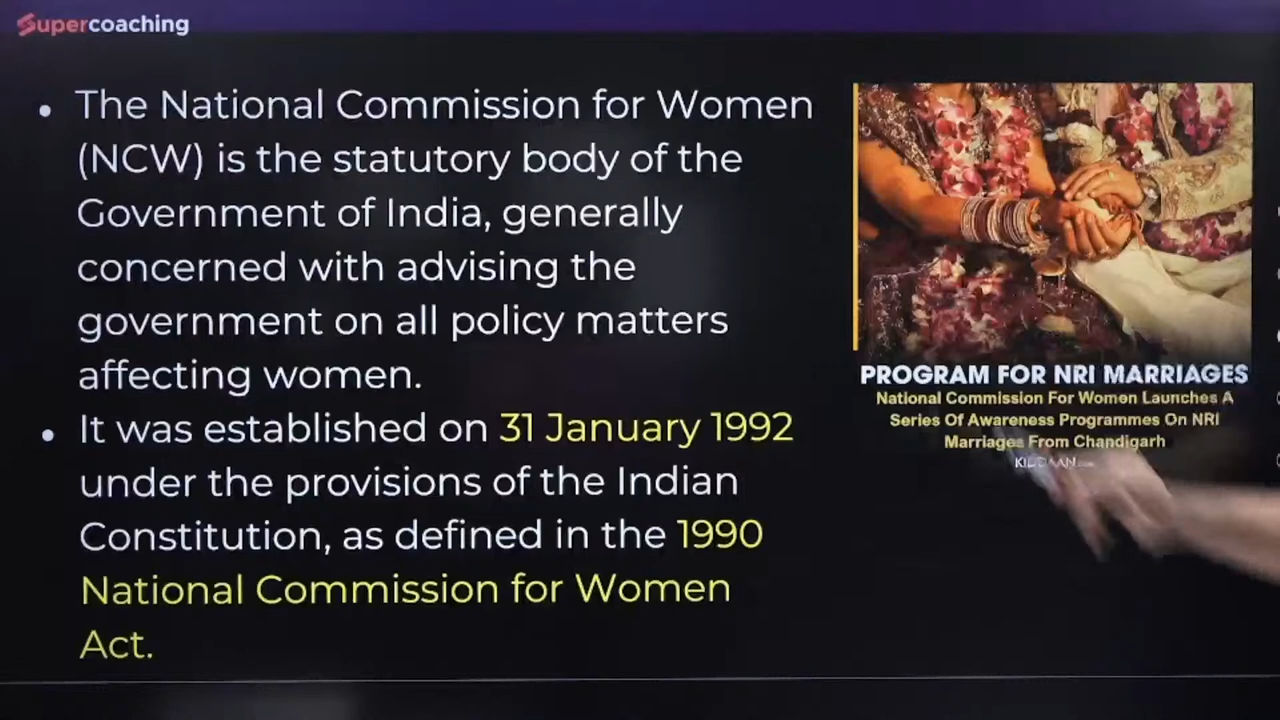 Supercoaching
The National Commission for Women
(NCW) is the statutory body of the
Government of India, generally
concerned with advising the
government on all policy matters
affecting women.
It was established on 31 January 1992
under the provisions of the Indian
Constitution, as defined in the 1990
National Commission for Women
Act.
PROGRAM FOR NRI MARRIAGES
National Commission For Women Launches A
Series Of Awareness Programmes On NRI
Marriages From Chandigarh